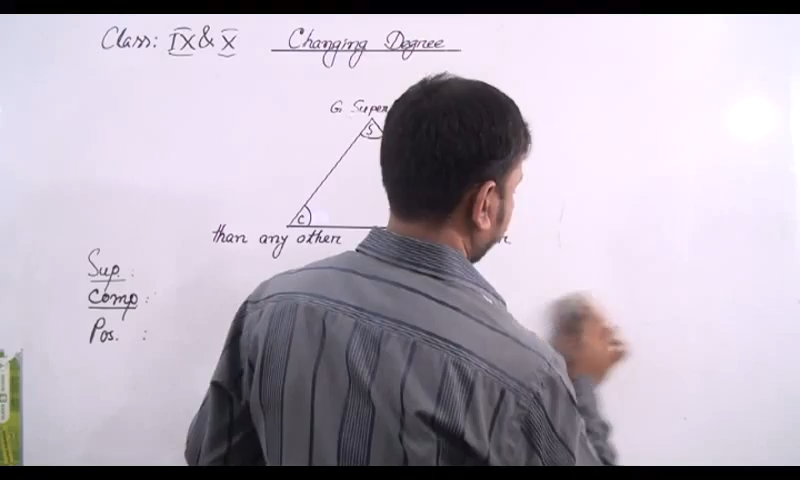 Class: IX & X Changing Degree
G. Super
S
C
than any other
Sup. :
Comp :
Pos. :